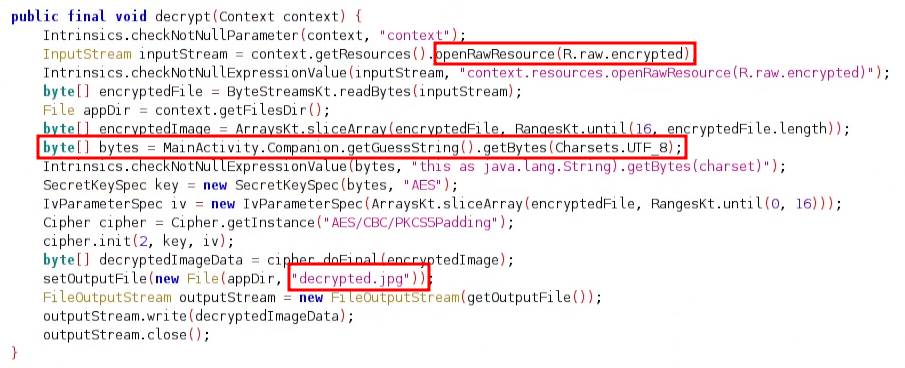 public final void decrypt(Context context) {
    Intrinsics.checkNotNullParameter(context, "context");
    InputStream inputStream = context.getResources().openRawResource(R.raw.encrypted)
    Intrinsics.checkNotNullExpressionValue(inputStream, "context.resources.openRawResource(R.raw.encrypted)");
    byte[] encryptedFile = ByteStreamsKt.readBytes(inputStream);
    File appDir = context.getFilesDir();
    byte[] encryptedImage = ArraysKt.sliceArray(encryptedFile, RangesKt.until(16, encryptedFile.length));
    byte[] bytes = MainActivity.Companion.getGuessString().getBytes(Charsets.UTF_8);
    Intrinsics.checkNotNullExpressionValue(bytes, "this as java.lang.String).getBytes(charset)");
    SecretKeySpec key = new SecretKeySpec(bytes, "AES");
    IvParameterSpec iv = new IvParameterSpec(ArraysKt.sliceArray(encryptedFile, RangesKt.until(0, 16)));
    Cipher cipher = Cipher.getInstance("AES/CBC/PKCS5Padding");
    cipher.init(2, key, iv);
    byte[] decryptedImageData = cipher.doFinal(encryptedImage);
    setOutputFile(new File(appDir, "decrypted.jpg"));
    FileOutputStream outputStream = new FileOutputStream(getOutputFile());
    outputStream.write(decryptedImageData);
    outputStream.close();
}